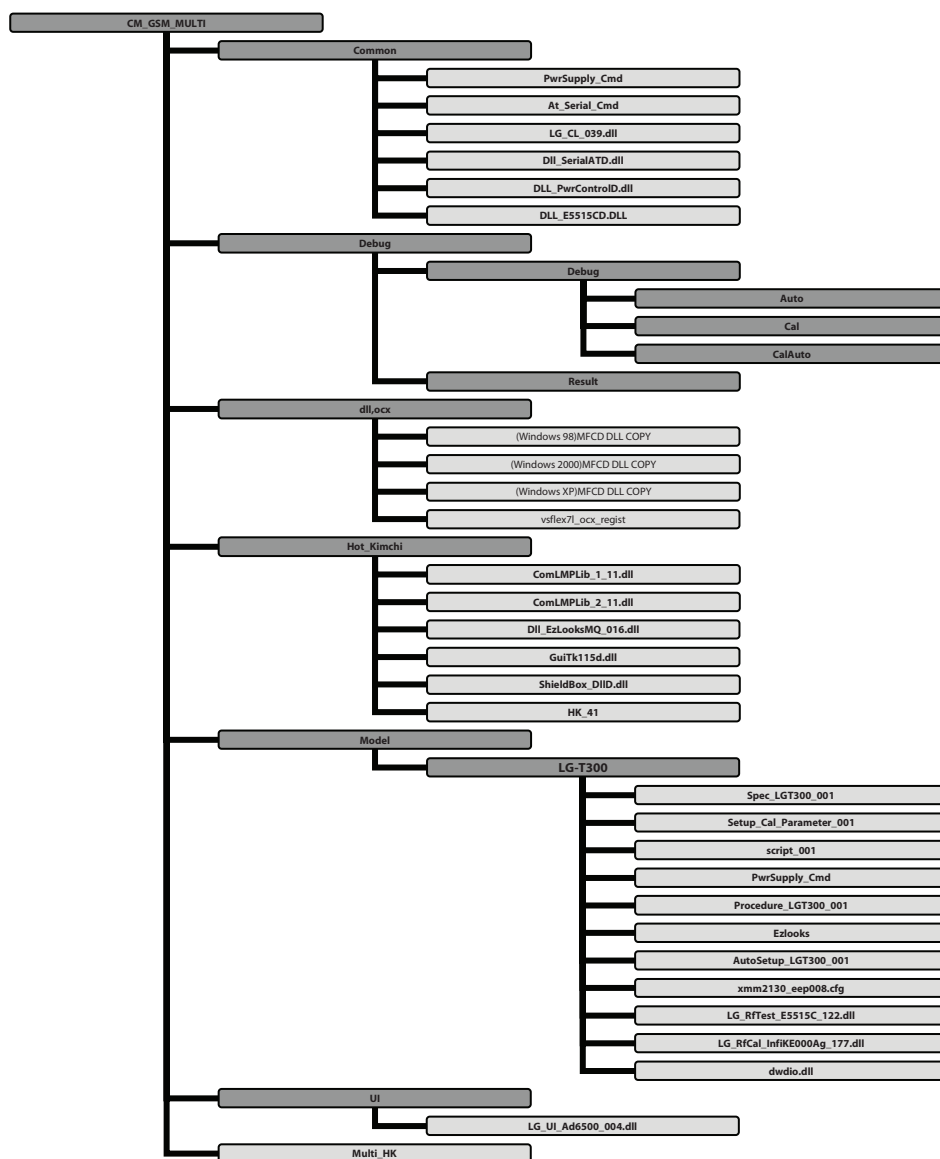 CM_GSM_MULTI
Common
PwrSupply_Cmd
At_Serial_Cmd
LG_CL_039.dll
Dll_SerialATD.dll
DLL_PwrControlD.dll
DLL_E5515CD.DLL
Debug
Debug
Auto
Cal
CalAuto
Result
dll,ocx
(Windows 98)MFCD DLL COPY
(Windows 2000)MFCD DLL COPY
(Windows XP)MFCD DLL COPY
vsflex7l_ocx_regist
Hot_Kimchi
ComLMPLib_1_11.dll
ComLMPLib_2_11.dll
Dll_EzLooksMQ_016.dll
GuiTk115d.dll
ShieldBox_DllD.dll
HK_41
Model
LG-T300
Spec_LGT300_001
Setup_Cal_Parameter_001
script_001
PwrSupply_Cmd
Procedure_LGT300_001
Ezlooks
AutoSetup_LGT300_001
xmm2130_eep008.cfg
LG_RfTest_E5515C_122.dll
LG_RfCal_InfiKE000Ag_177.dll
dwdio.dll
UI
LG_UI_Ad6500_004.dll
Multi_HK